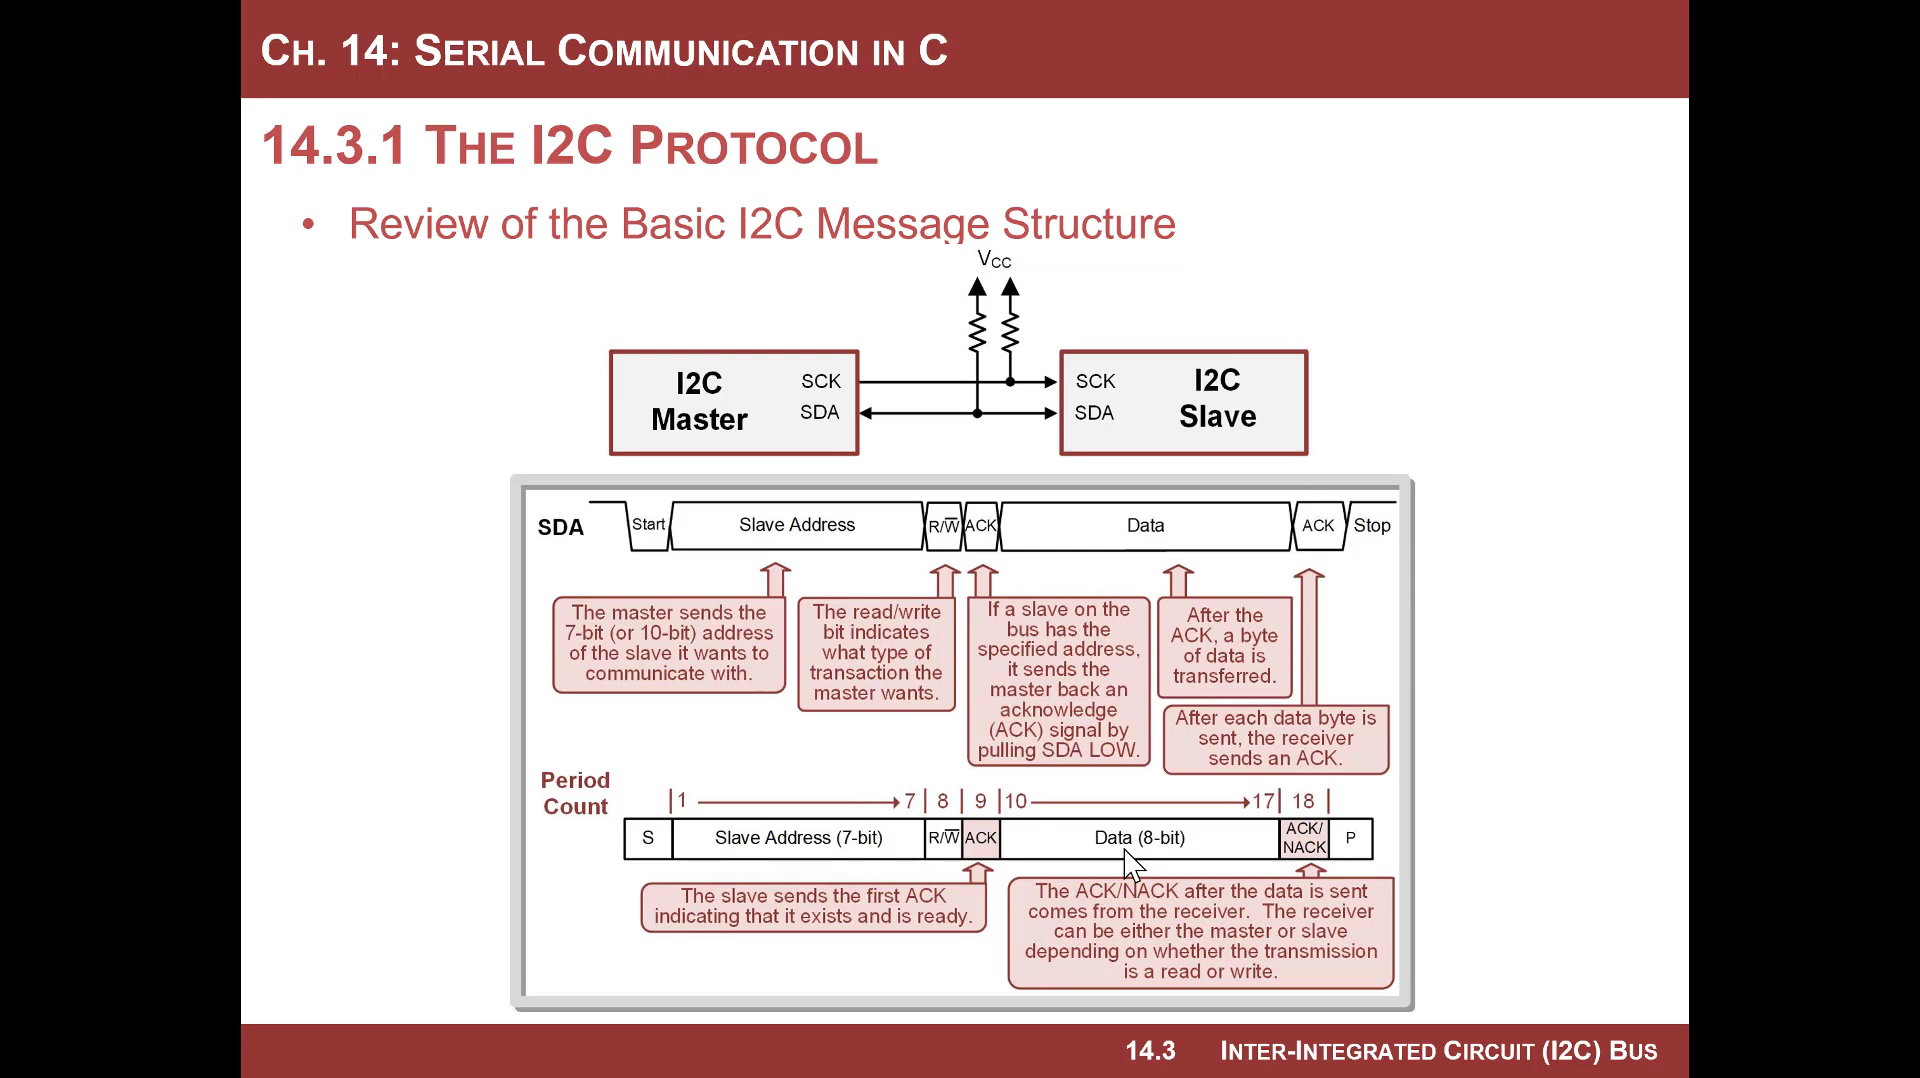 CH. 14: SERIAL COMMUNICATION IN C
14.3.1 THE I2C PROTOCOL
• Review of the Basic I2C Message Structure
VCC
I2C
Master
SCK
SDA
SCK
SDA
I2C
Slave
SDA
Start
Slave Address
R/W̅
ACK
Data
ACK
Stop
The master sends the
7-bit (or 10-bit) address
of the slave it wants to
communicate with.
The read/write
bit indicates
what type of
transaction the
master wants.
If a slave on the
bus has the
specified address,
it sends the
master back an
acknowledge
(ACK) signal by
pulling SDA LOW.
After the
ACK, a byte
of data is
transferred.
After each data byte is
sent, the receiver
sends an ACK.
Period
Count
1 7 8 9 10 17 18
S
Slave Address (7-bit)
R/W̅
ACK
Data (8-bit)
ACK/
NACK
P
The slave sends the first ACK
indicating that it exists and is ready.
The ACK/NACK after the data is sent
comes from the receiver. The receiver
can be either the master or slave
depending on whether the transmission
is a read or write.
14.3 INTER-INTEGRATED CIRCUIT (I2C) BUS